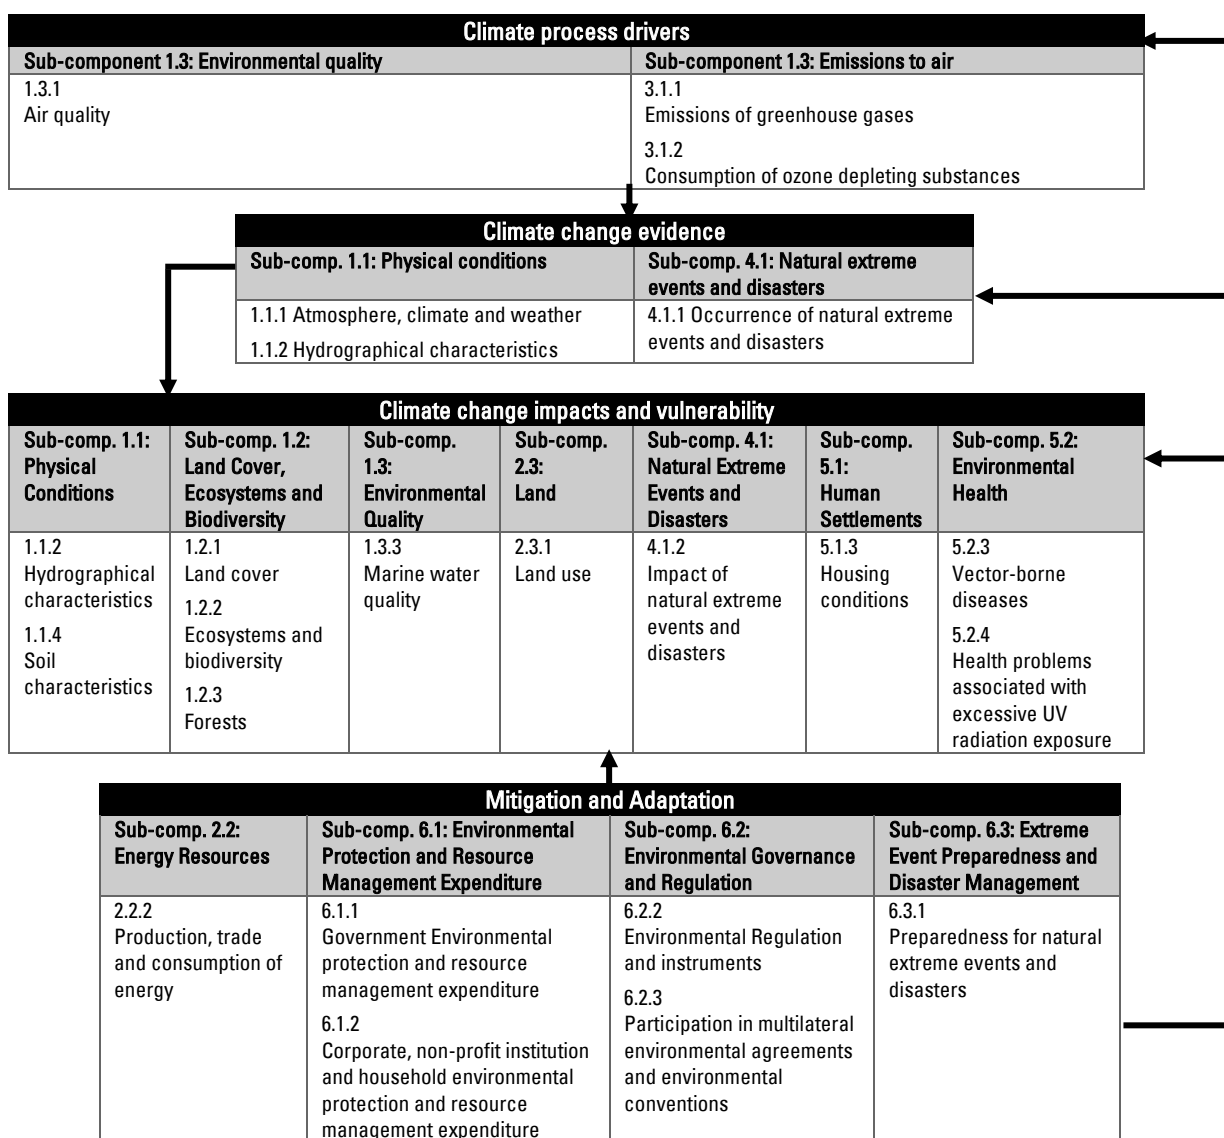 Climate process drivers
Sub-component 1.3: Environmental quality
1.3.1
Air quality
Sub-component 1.3: Emissions to air
3.1.1
Emissions of greenhouse gases
3.1.2
Consumption of ozone depleting substances
Climate change evidence
Sub-comp. 1.1: Physical conditions
1.1.1 Atmosphere, climate and weather
1.1.2 Hydrographical characteristics
Sub-comp. 4.1: Natural extreme
events and disasters
4.1.1 Occurrence of natural extreme
events and disasters
Climate change impacts and vulnerability
Sub-comp. 1.1:
Physical
Conditions
1.1.2
Hydrographical
characteristics
1.1.4
Soil
characteristics
Sub-comp. 1.2:
Land Cover,
Ecosystems and
Biodiversity
1.2.1
Land cover
1.2.2
Ecosystems and
biodiversity
1.2.3
Forests
Sub-comp.
1.3:
Environmental
Quality
1.3.3
Marine water
quality
Sub-comp.
2.3:
Land
2.3.1
Land use
Sub-comp. 4.1:
Natural Extreme
Events and
Disasters
4.1.2
Impact of
natural extreme
events and
disasters
Sub-comp.
5.1:
Human
Settlements
5.1.3
Housing
conditions
Sub-comp. 5.2:
Environmental
Health
5.2.3
Vector-borne
diseases
5.2.4
Health problems
associated with
excessive UV
radiation exposure
Mitigation and Adaptation
Sub-comp. 2.2:
Energy Resources
2.2.2
Production, trade
and consumption of
energy
Sub-comp. 6.1: Environmental
Protection and Resource
Management Expenditure
6.1.1
Government Environmental
protection and resource
management expenditure
6.1.2
Corporate, non-profit institution
and household environmental
protection and resource
management expenditure
Sub-comp. 6.2:
Environmental Governance
and Regulation
6.2.2
Environmental Regulation
and instruments
6.2.3
Participation in multilateral
environmental agreements
and environmental
conventions
Sub-comp. 6.3: Extreme
Event Preparedness and
Disaster Management
6.3.1
Preparedness for natural
extreme events and
disasters